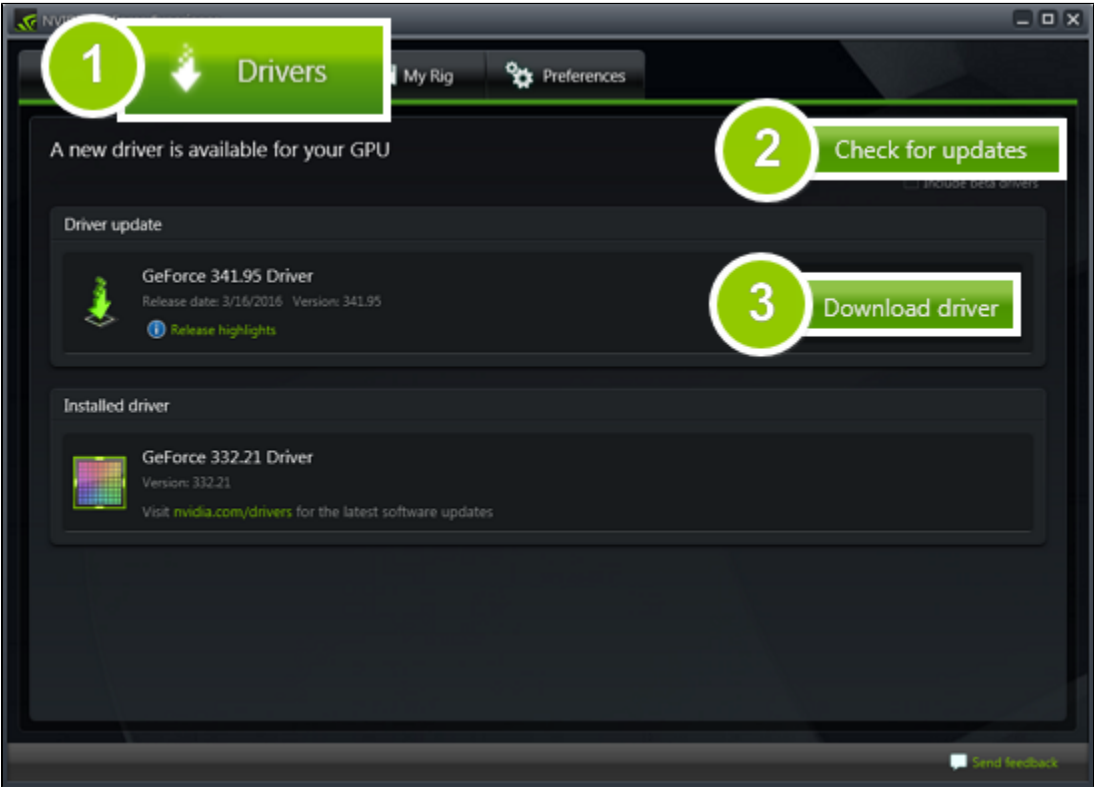 1
Drivers
My Rig
Preferences
A new driver is available for your GPU
2
Check for updates
Include beta drivers
Driver update
GeForce 341.95 Driver
Release date: 3/16/2016 Version: 341.95
Release highlights
3
Download driver
Installed driver
GeForce 332.21 Driver
Version: 332.21
Visit nvidia.com/drivers for the latest software updates
Send feedback